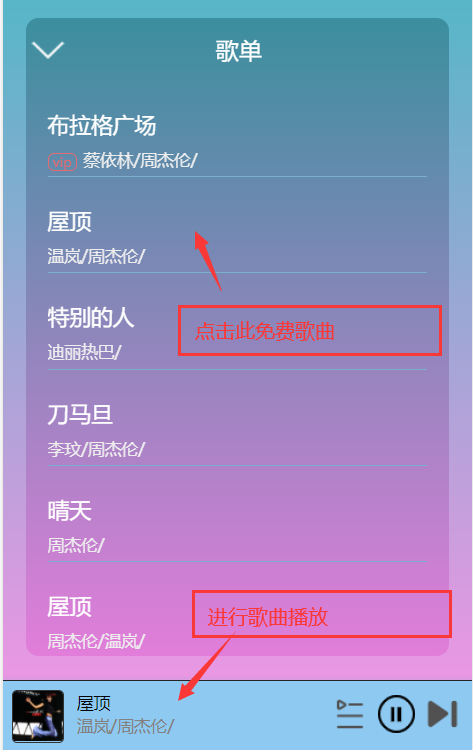 歌单
布拉格广场
vip 蔡依林/周杰伦/
屋顶
温岚/周杰伦/
特别的人
点击此免费歌曲
迪丽热巴/
刀马旦
李玟/周杰伦/
晴天
周杰伦/
屋顶
进行歌曲播放
周杰伦/温岚/
屋顶
温岚/周杰伦/